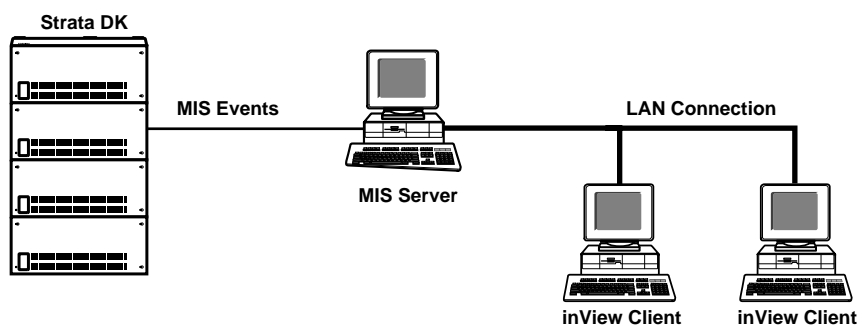 Strata DK
MIS Events
LAN Connection
MIS Server
inView Client
inView Client